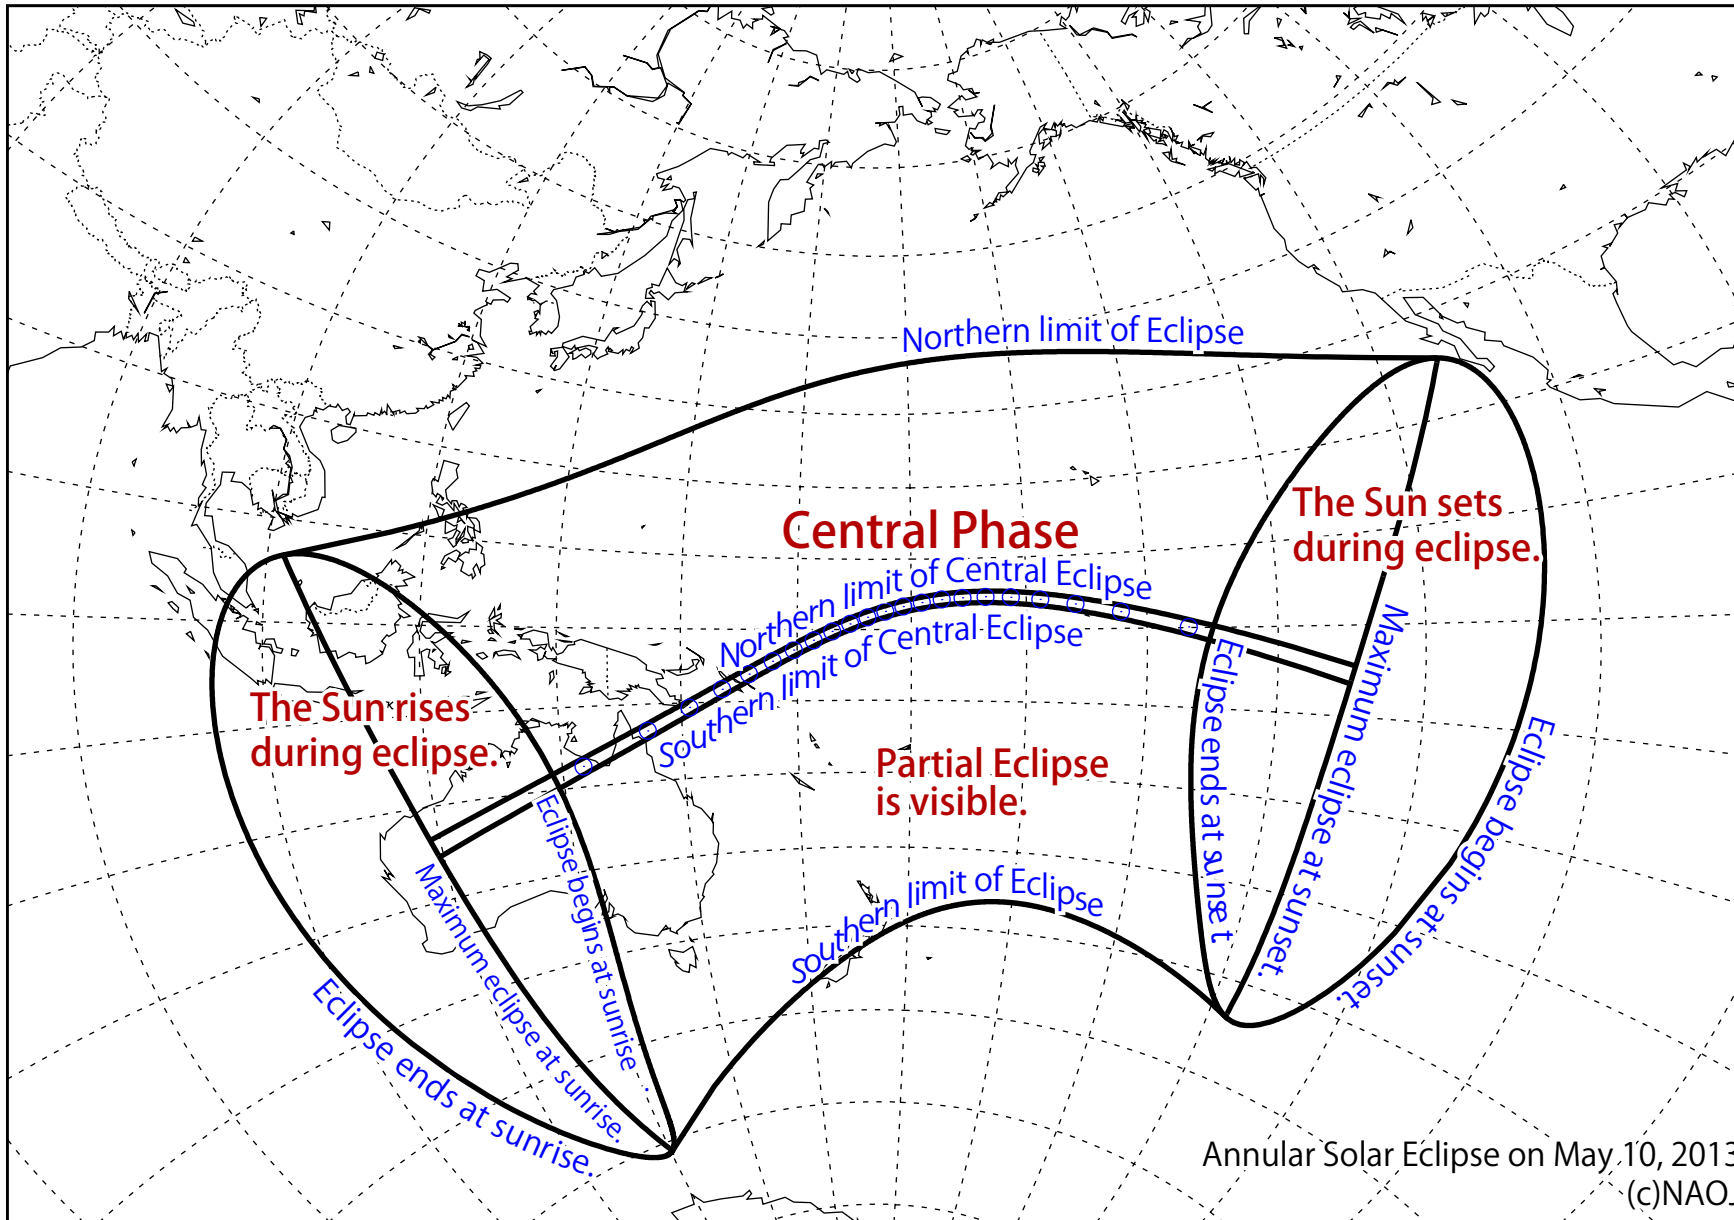 Northern limit of Eclipse
The Sun sets
during eclipse.
Central Phase
Northern limit of Central Eclipse
Southern limit of Central Eclipse
The Sun rises
during eclipse.
Partial Eclipse
is visible.
Eclipse ends at sunset.
Maximum eclipse at sunset.
Eclipse begins at sunset.
Eclipse begins at sunrise.
Maximum eclipse at sunrise.
Eclipse ends at sunrise.
Southern limit of Eclipse
Annular Solar Eclipse on May 10, 2013
(c)NAOJ